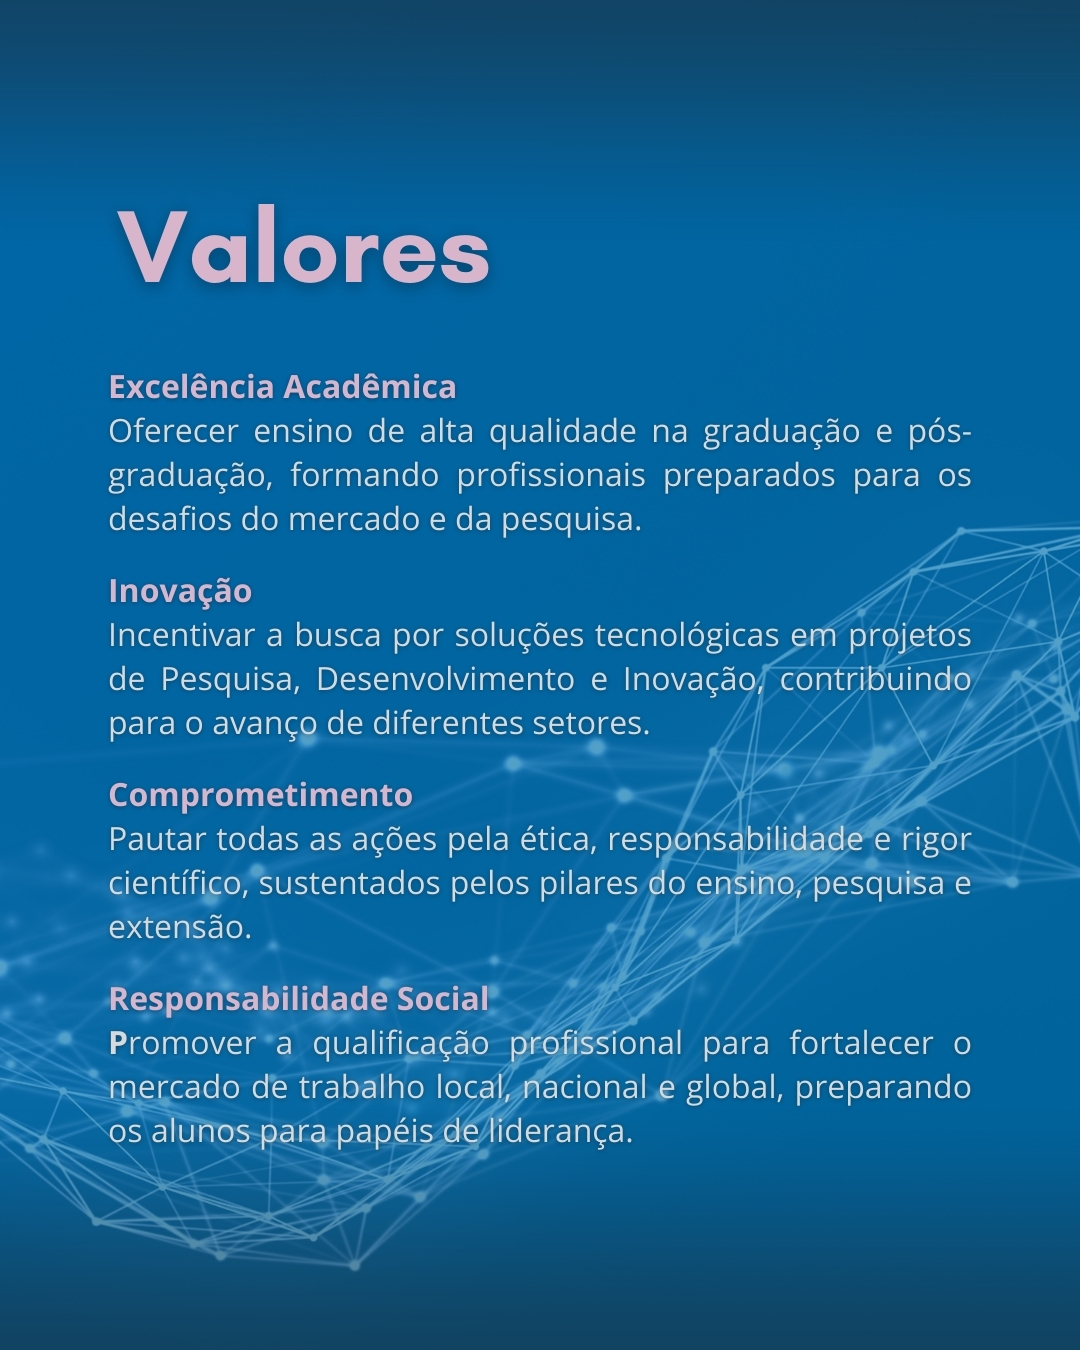 Valores
Excelência Acadêmica
Oferecer ensino de alta qualidade na graduação e pós-
graduação, formando profissionais preparados para os
desafios do mercado e da pesquisa.
Inovação
Incentivar a busca por soluções tecnológicas em projetos
de Pesquisa, Desenvolvimento e Inovação, contribuindo
para o avanço de diferentes setores.
Comprometimento
Pautar todas as ações pela ética, responsabilidade e rigor
científico, sustentados pelos pilares do ensino, pesquisa e
extensão.
Responsabilidade Social
Promover a qualificação profissional para fortalecer o
mercado de trabalho local, nacional e global, preparando
os alunos para papéis de liderança.